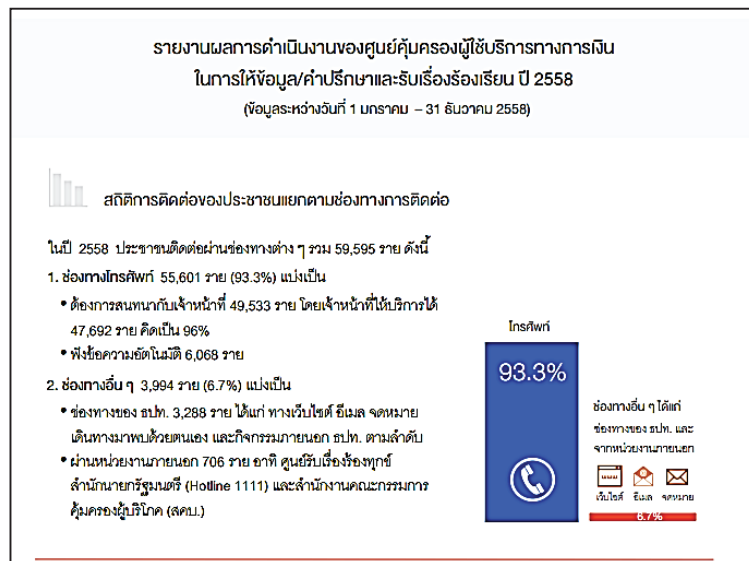 รายงานผลการดำเนินงานของศูนย์คุ้มครองผู้ใช้บริการทางการเงิน
ในการให้ข้อมูล/คำปรึกษาและรับเรื่องร้องเรียน ปี 2558
(ข้อมูลระหว่างวันที่ 1 มกราคม – 31 ธันวาคม 2558)
สถิติการติดต่อของประชาชนแยกตามช่องทางการติดต่อ
ในปี 2558 ประชาชนติดต่อผ่านช่องทางต่าง ๆ รวม 59,595 ราย ดังนี้
1. ช่องทางโทรศัพท์ 55,601 ราย (93.3%) แบ่งเป็น
• ต้องการสนทนากับเจ้าหน้าที่ 49,533 ราย โดยเจ้าหน้าที่ให้บริการได้
47,692 ราย คิดเป็น 96%
• ฟังข้อความอัตโนมัติ 6,068 ราย
2. ช่องทางอื่น ๆ 3,994 ราย (6.7%) แบ่งเป็น
• ช่องทางของ ธปท. 3,288 ราย ได้แก่ ทางเว็บไซต์ อีเมล จดหมาย
เดินทางมาพบด้วยตนเอง และกิจกรรมภายนอก ธปท. ตามลำดับ
• ผ่านหน่วยงานภายนอก 706 ราย อาทิ ศูนย์รับเรื่องร้องทุกข์
สำนักนายกรัฐมนตรี (Hotline 1111) และสำนักงานคณะกรรมการ
คุ้มครองผู้บริโภค (สคบ.)
โทรศัพท์
93.3%
ช่องทางอื่น ๆ ได้แก่
ช่องทางของ ธปท. และ
จากหน่วยงานภายนอก
เว็บไซต์ อีเมล จดหมาย
6.7%